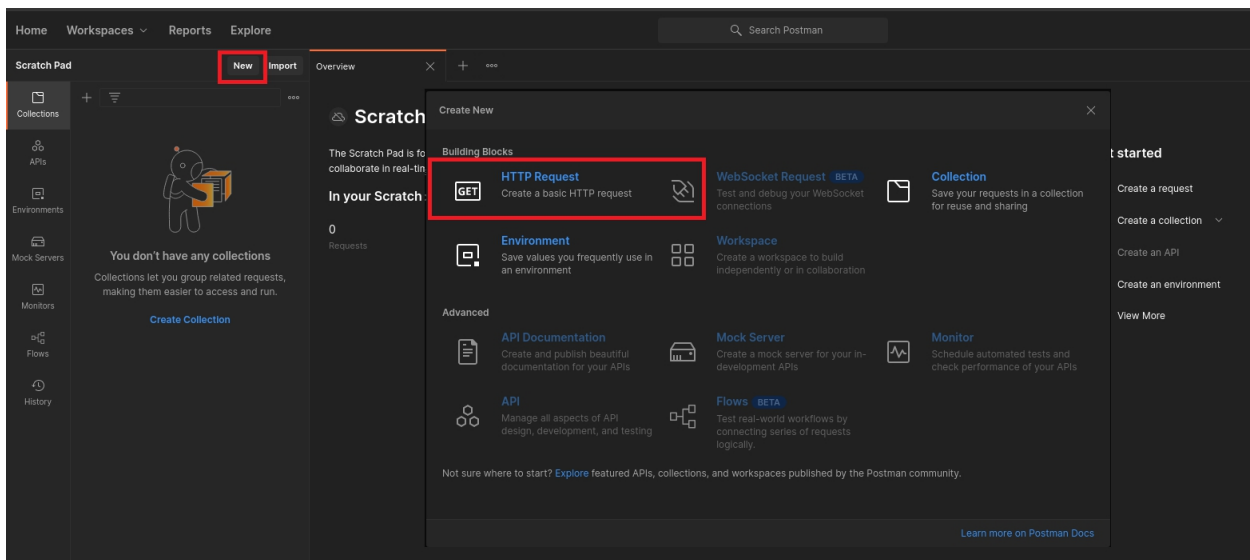 Home Workspaces Reports Explore Search Postman
Scratch Pad New Import Overview
Collections
APIs
Environments
Mock Servers
Monitors
Flows
History
You don't have any collections
Collections let you group related requests,
making them easier to access and run.
Create Collection
Scratch
The Scratch Pad is fo
collaborate in real-tin
In your Scratch
0
Requests
Create New
Building Blocks
GET
HTTP Request
Create a basic HTTP request
WebSocket Request BETA
Test and debug your WebSocket
connections
Collection
Save your requests in a collection
for reuse and sharing
Environment
Save values you frequently use in
an environment
Workspace
Create a workspace to build
independently or in collaboration
Advanced
API Documentation
Create and publish beautiful
documentation for your APIs
Mock Server
Create a mock server for your in-
development APIs
Monitor
Schedule automated tests and
check performance of your APIs
API
Manage all aspects of API
design, development, and testing
Flows BETA
Test real-world workflows by
connecting series of requests
logically.
Not sure where to start? Explore featured APIs, collections, and workspaces published by the Postman community.
Learn more on Postman Docs
t started
Create a request
Create a collection
Create an API
Create an environment
View More